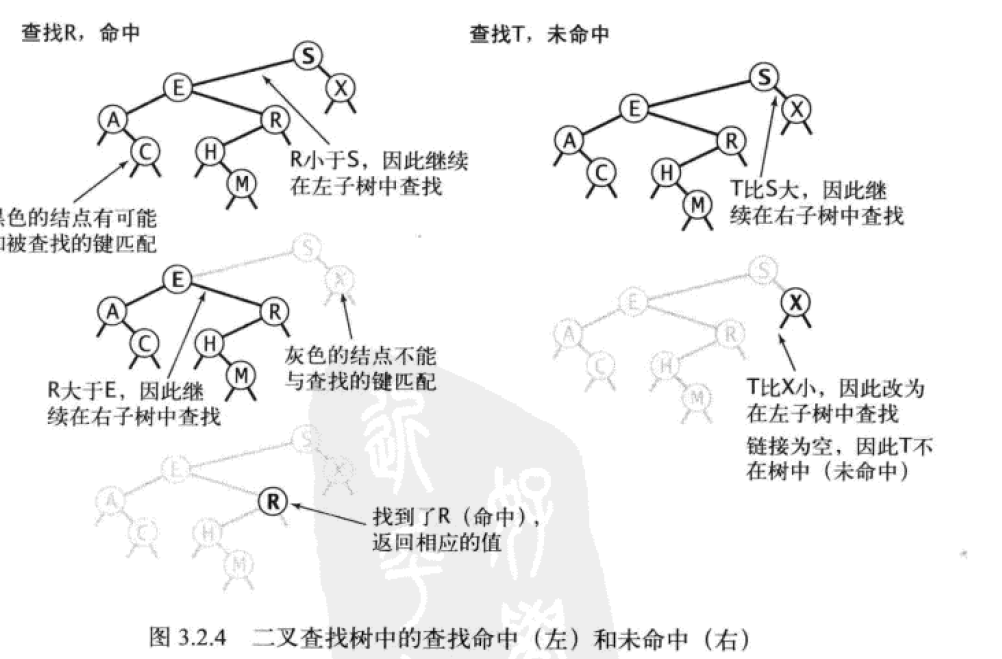 查找R，命中
S
E
X
A
R
C
H
M
R小于S，因此继续
在左子树中查找
色的结点有可能
被查找的键匹配
S
E
X
A
R
C
H
M
灰色的结点不能
与查找的键匹配
R大于E，因此继
续在右子树中查找
S
E
X
A
R
C
H
M
找到了R（命中），
返回相应的值
查找T，未命中
S
E
X
A
R
C
H
M
T比S大，因此继
续在右子树中查找
S
E
X
A
R
C
H
M
T比X小，因此改为
在左子树中查找
链接为空，因此T不
在树中（未命中）
图 3.2.4 二叉查找树中的查找命中（左）和未命中（右）